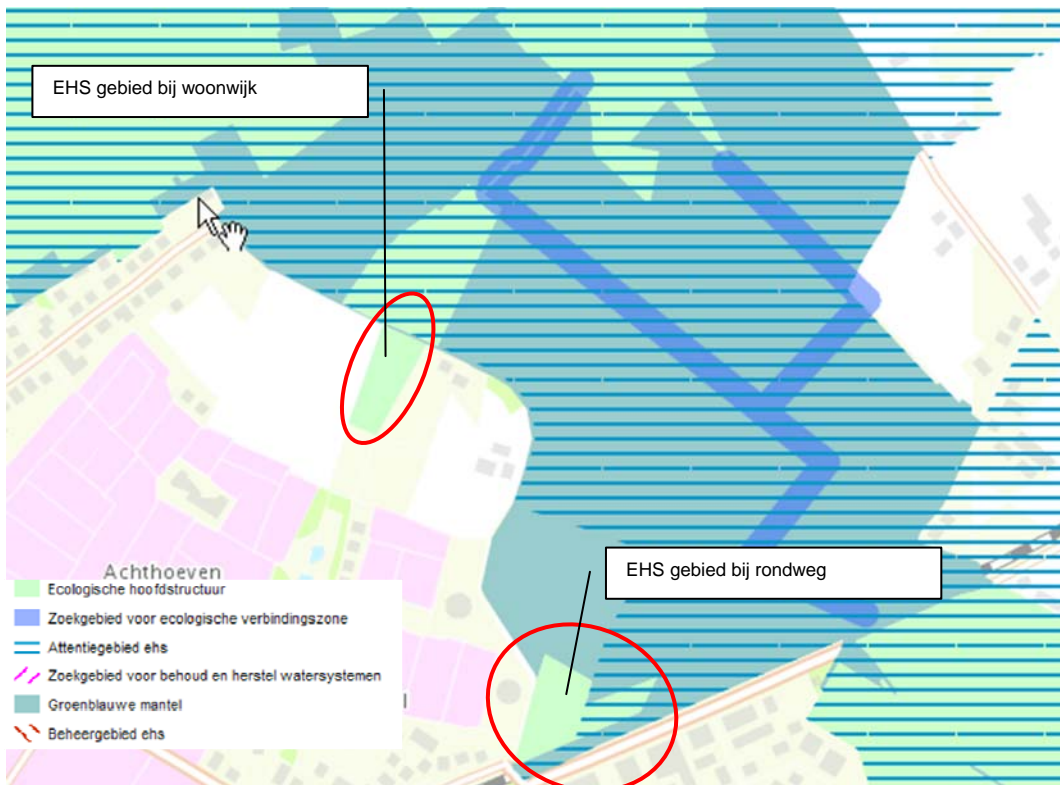 EHS gebied bij woonwijk
EHS gebied bij rondweg
Achthoeven
Ecologische hoofdstructuur
Zoekgebied voor ecologische verbindingszone
Attentiegebied ehs
Zoekgebied voor behoud en herstel watersystemen
Groenblauwe mantel
Beheergebied ehs